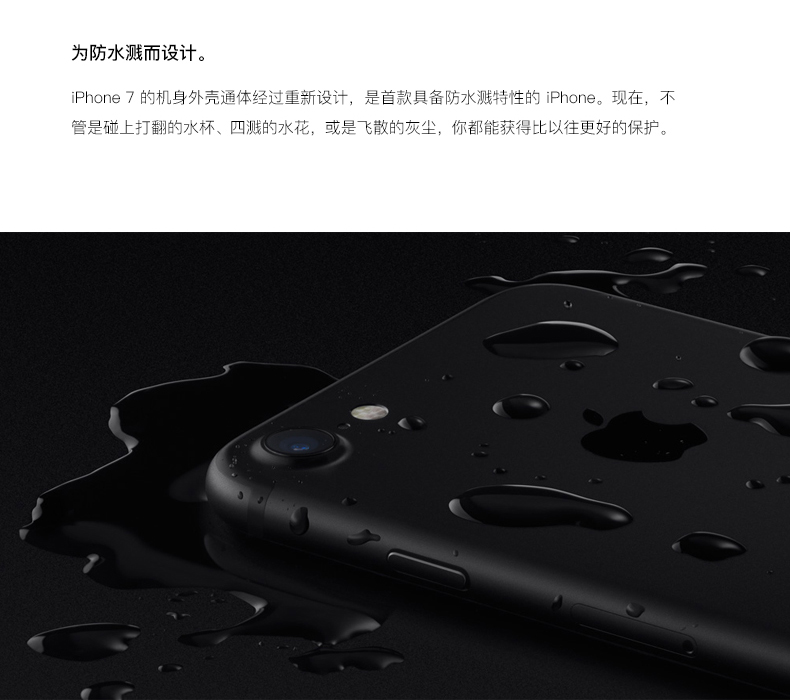 为防水溅而设计。
iPhone 7 的机身外壳通体经过重新设计，是首款具备防水溅特性的 iPhone。现在，不
管是碰上打翻的水杯、四溅的水花，或是飞散的灰尘，你都能获得比以往更好的保护。